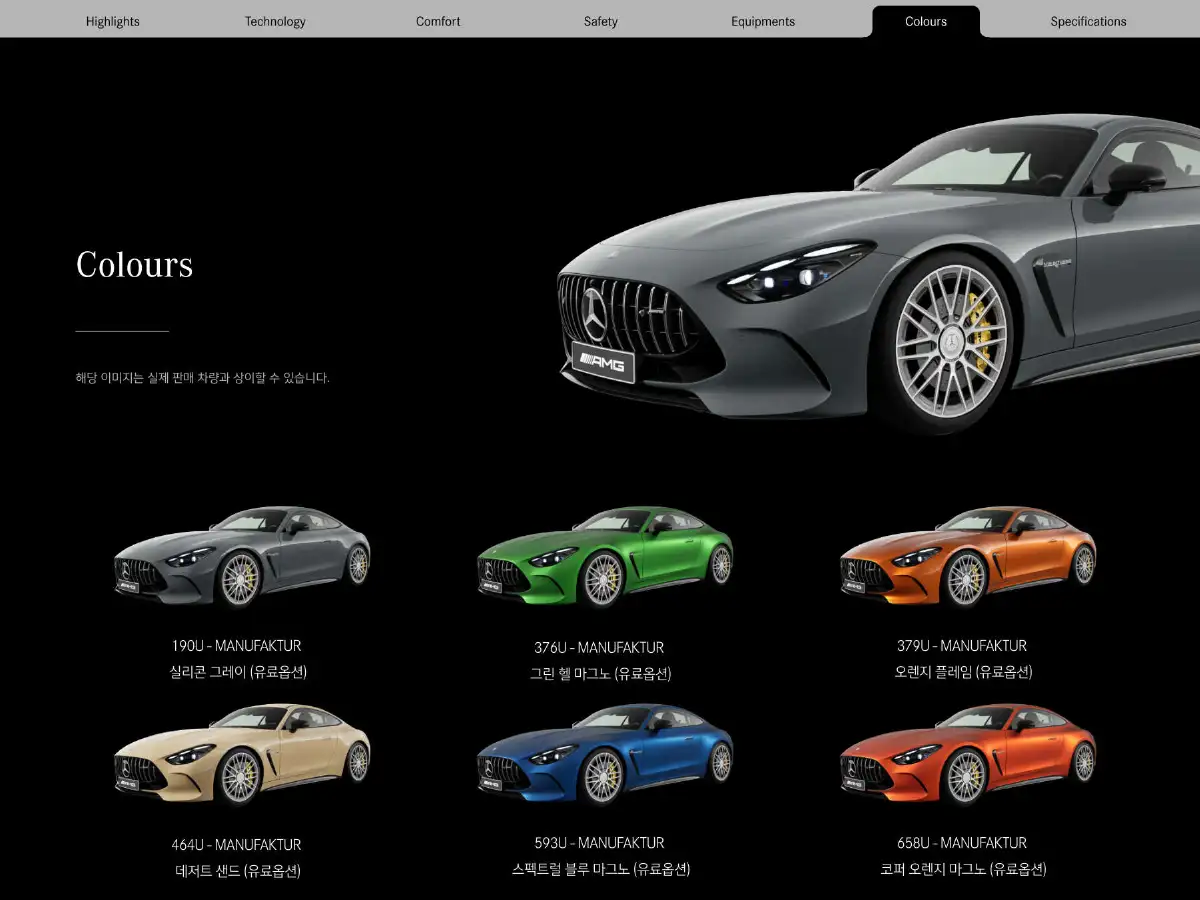 Highlights
Technology
Comfort
Safety
Equipments
Colours
Specifications
Colours
해당 이미지는 실제 판매 차량과 상이할 수 있습니다.
AMG
190U - MANUFAKTUR
실리콘 그레이 (유료옵션)
376U - MANUFAKTUR
그린 헬 마그노 (유료옵션)
379U - MANUFAKTUR
오렌지 플레임 (유료옵션)
464U - MANUFAKTUR
데저트 샌드 (유료옵션)
593U - MANUFAKTUR
스펙트럴 블루 마그노 (유료옵션)
658U - MANUFAKTUR
코퍼 오렌지 마그노 (유료옵션)